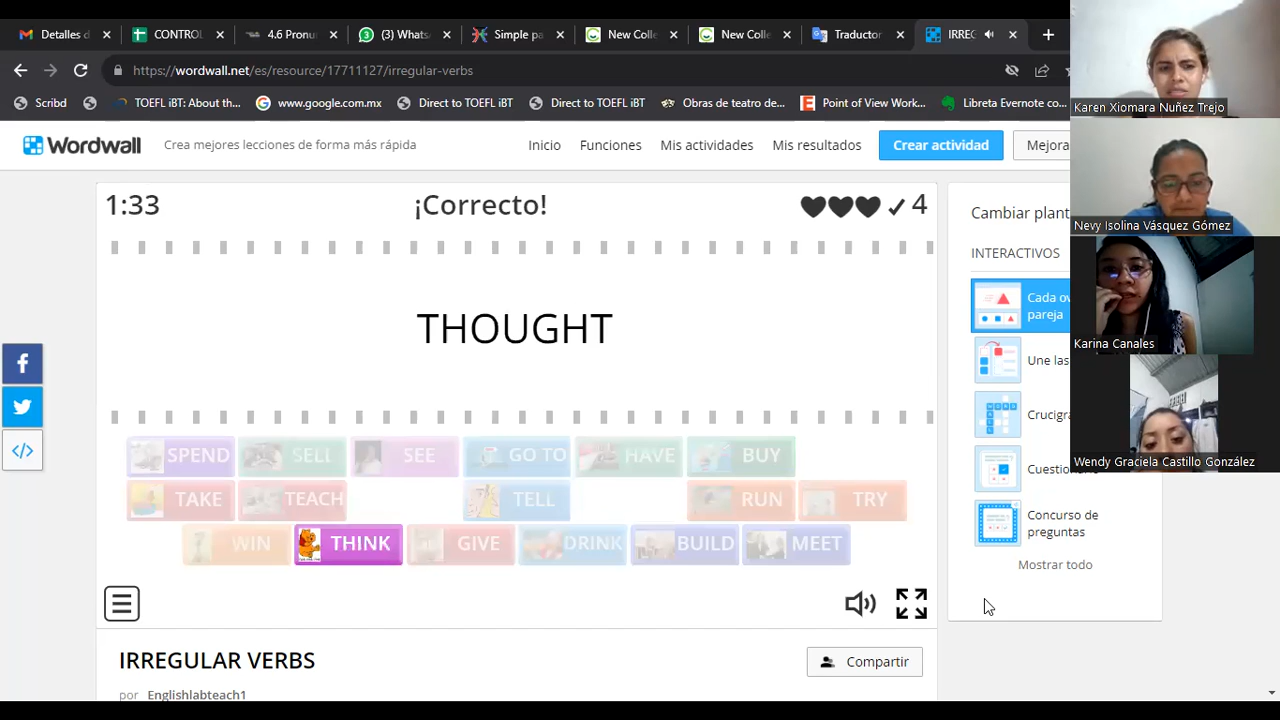 Detalles d
CONTROL
4.6 Pronu
(3) Whats
Simple pa
New Colle
New Colle
Traductor
IRREG
https://wordwall.net/es/resource/17711127/irregular-verbs
Scribd
TOEFL iBT: About th...
www.google.com.mx
Direct to TOEFL iBT
Direct to TOEFL iBT
Obras de teatro de...
Point of View Work...
Libreta Evernote co...
Wordwall
Crea mejores lecciones de forma más rápida
Inicio
Funciones
Mis actividades
Mis resultados
Crear actividad
Mejora
1:33
¡Correcto!
4
THOUGHT
SPEND
SELL
SEE
GO TO
HAVE
BUY
TAKE
TEACH
TELL
RUN
TRY
WIN
THINK
GIVE
DRINK
BUILD
MEET
IRREGULAR VERBS
por Englishlabteach1
Compartir
Cambiar plant
INTERACTIVOS
Cada ov
pareja
Une las
Crucigra
Cuestion
Concurso de
preguntas
Mostrar todo
Karen Xiomara Nuñez Trejo
Nevy Isolina Vásquez Gómez
Karina Canales
Wendy Graciela Castillo González